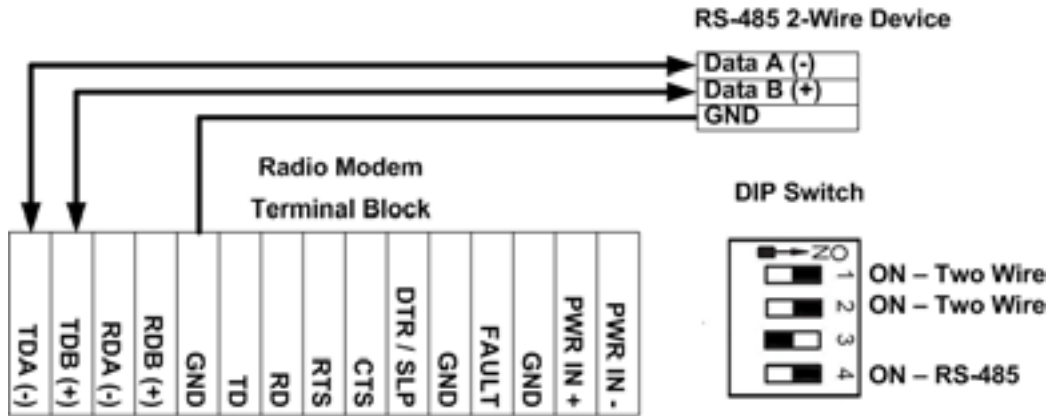 RS-485 2-Wire Device
Data A (-)
Data B (+)
GND
Radio Modem
Terminal Block
TDA (-)
TDB (+)
RDA (-)
RDB (+)
GND
TD
RD
RTS
CTS
DTR / SLP
GND
FAULT
GND
PWR IN +
PWR IN -
DIP Switch
ON
1 ON – Two Wire
2 ON – Two Wire
3
4 ON – RS-485